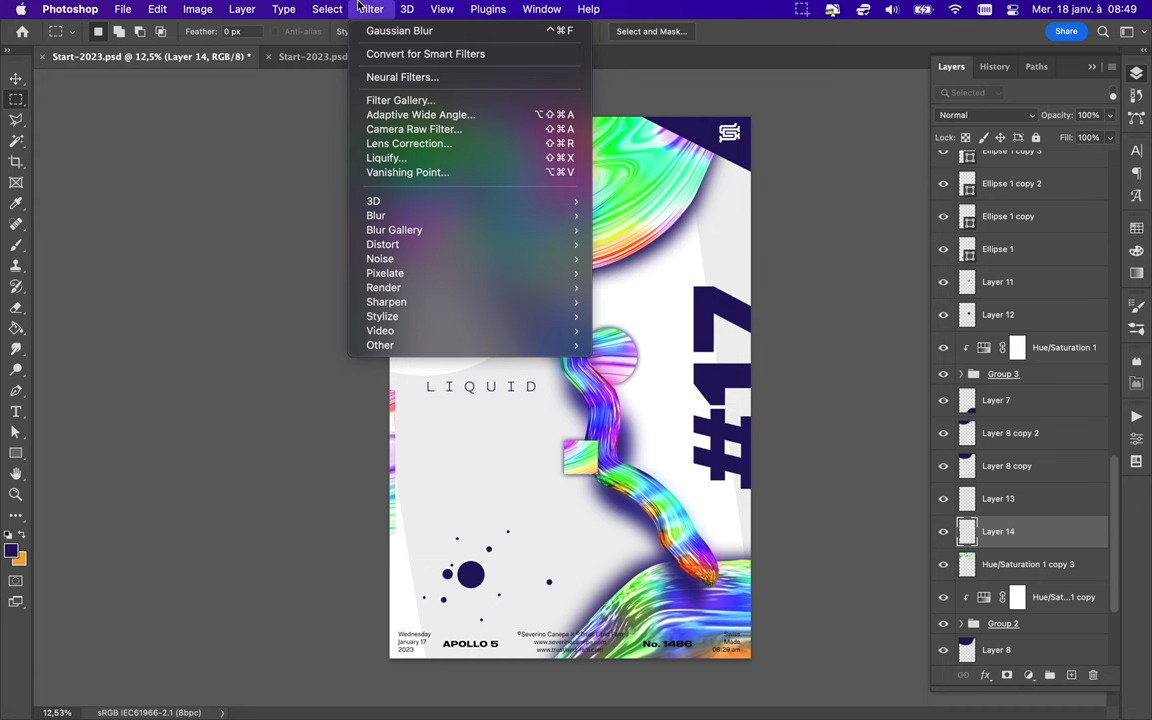 Photoshop File Edit Image Layer Type Select Filter 3D View Plugins Window Help Mer. 18 janv. à 08:49
Feather: 0 px Anti-alias Select and Mask... Share
Start-2023.psd @ 12,5% (Layer 14, RGB/8) * Start-2023.psd
Gaussian Blur ⌃⌘F
Convert for Smart Filters
Neural Filters...
Filter Gallery...
Adaptive Wide Angle... ⌥⇧⌘A
Camera Raw Filter... ⇧⌘A
Lens Correction... ⇧⌘R
Liquify... ⇧⌘X
Vanishing Point... ⌥⌘V
3D
Blur
Blur Gallery
Distort
Noise
Pixelate
Render
Sharpen
Stylize
Video
Other
LIQUID
#17
Wednesday
January 17
2023
APOLLO 5
www.severinocanepa.com
No. 1486
Swiss
Made
08:29 am
Layers History Paths
Selected
Normal Opacity: 100%
Lock: Fill: 100%
Ellipse 1 copy 3
Ellipse 1 copy 2
Ellipse 1 copy
Ellipse 1
Layer 11
Layer 12
Hue/Saturation 1
Group 3
Layer 7
Layer 8 copy 2
Layer 8 copy
Layer 13
Layer 14
Hue/Saturation 1 copy 3
Hue/Sat...1 copy
Group 2
Layer 8
12,53% sRGB IEC61966-2.1 (8bpc)